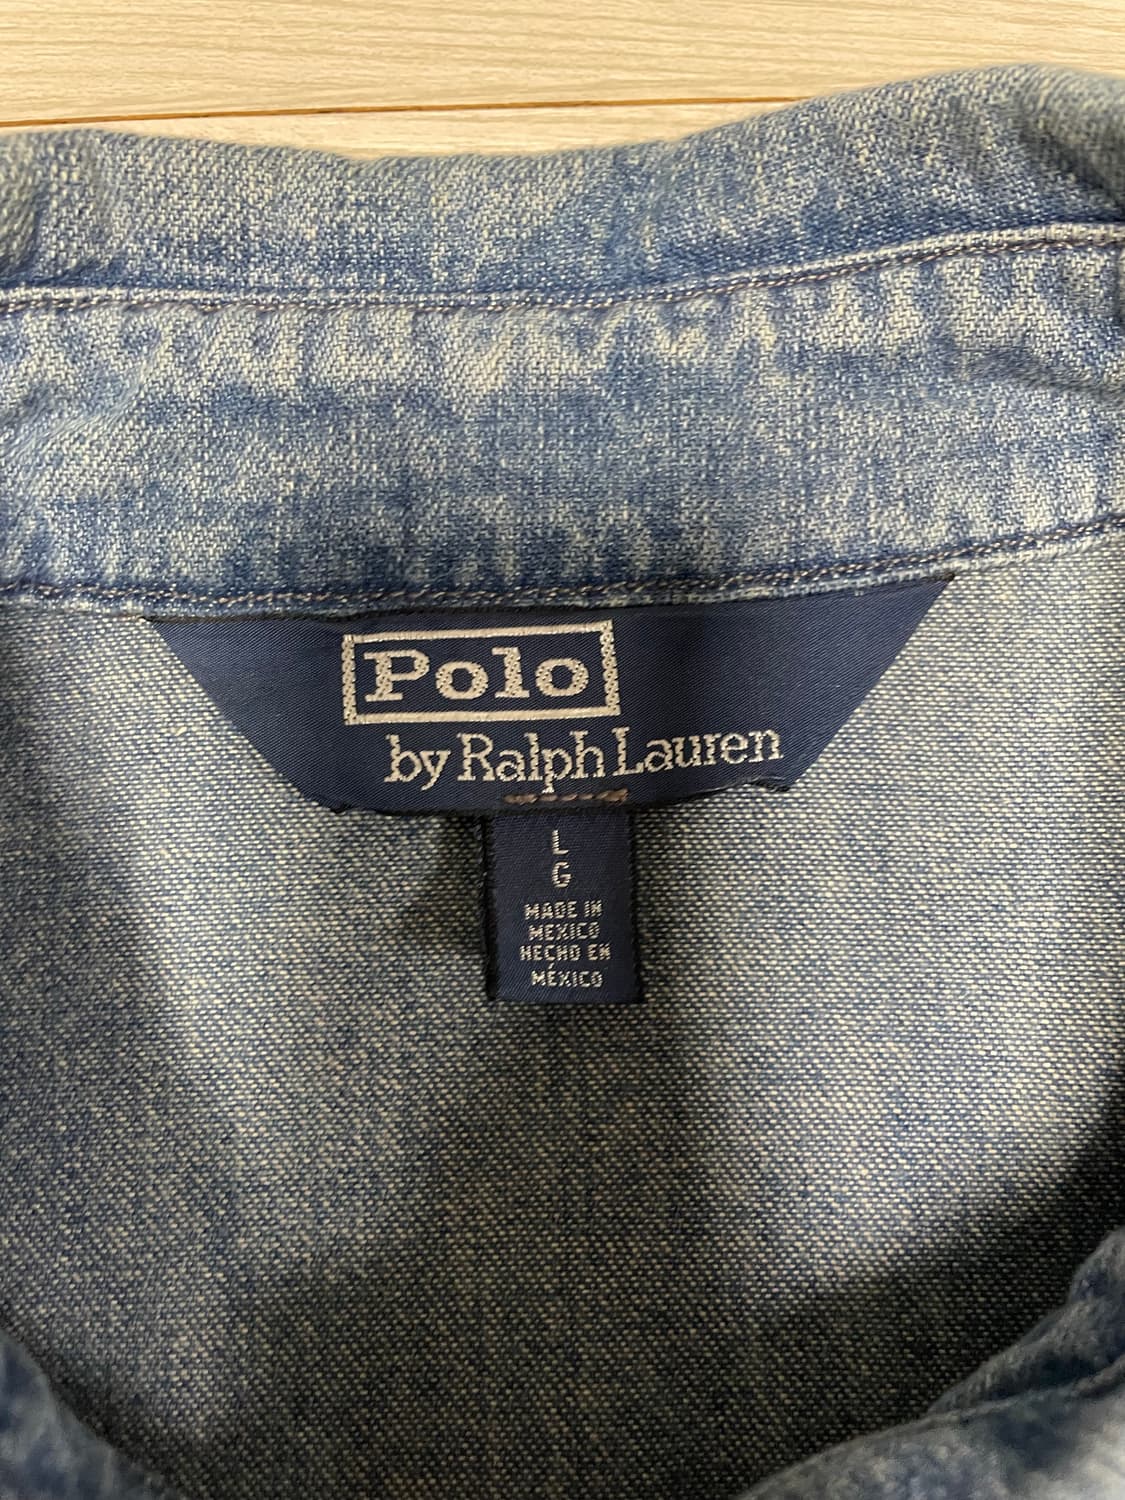 Polo
by Ralph Lauren
L
G
MADE IN
MEXICO
HECHO EN
MÉXICO